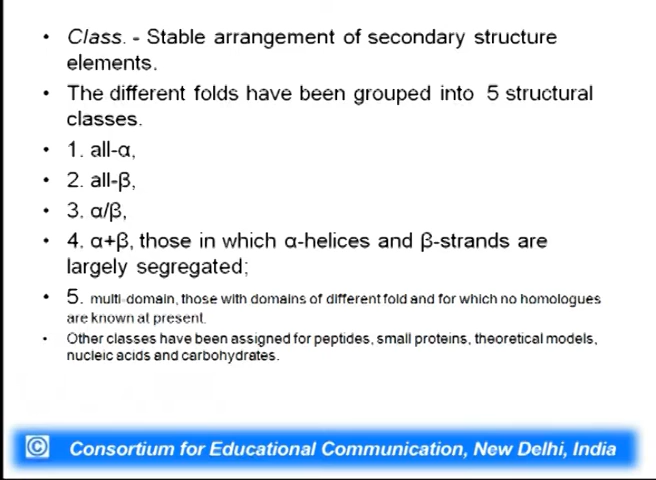 • Class. - Stable arrangement of secondary structure
elements.
• The different folds have been grouped into 5 structural
classes.
• 1. all-α,
• 2. all-β,
• 3. α/β,
• 4. α+β, those in which α-helices and β-strands are
largely segregated;
• 5. multi-domain, those with domains of different fold and for which no homologues
are known at present.
• Other classes have been assigned for peptides, small proteins, theoretical models,
nucleic acids and carbohydrates.
© Consortium for Educational Communication, New Delhi, India